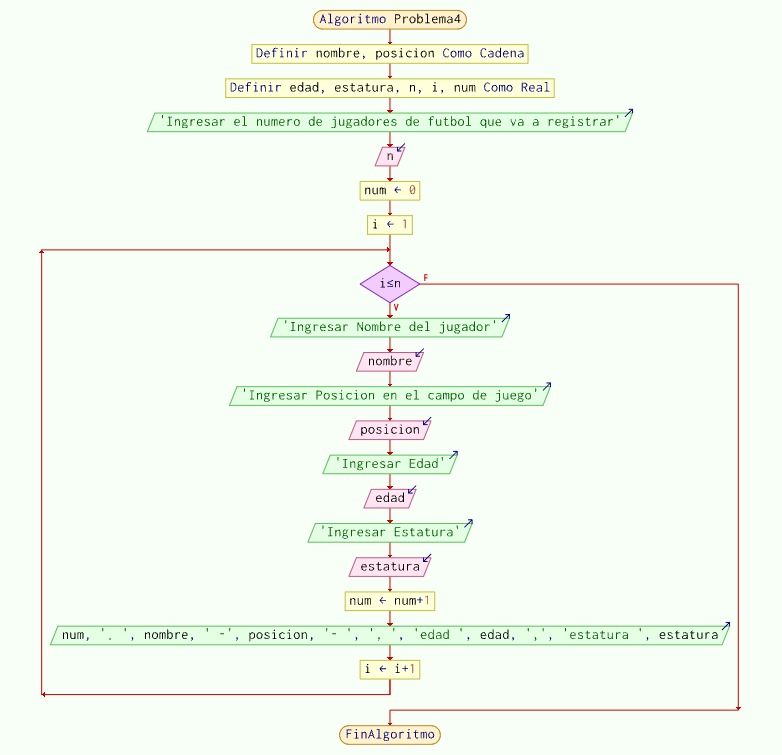 Algoritmo Problema4
Definir nombre, posicion Como Cadena
Definir edad, estatura, n, i, num Como Real
'Ingresar el numero de jugadores de futbol que va a registrar'
n
num ← 0
i ← 1
i≤n
F
V
'Ingresar Nombre del jugador'
nombre
'Ingresar Posicion en el campo de juego'
posicion
'Ingresar Edad'
edad
'Ingresar Estatura'
estatura
num ← num+1
num, '. ', nombre, ' -', posicion, '- ', ', ', 'edad ', edad, ',', 'estatura ', estatura
i ← i+1
FinAlgoritmo